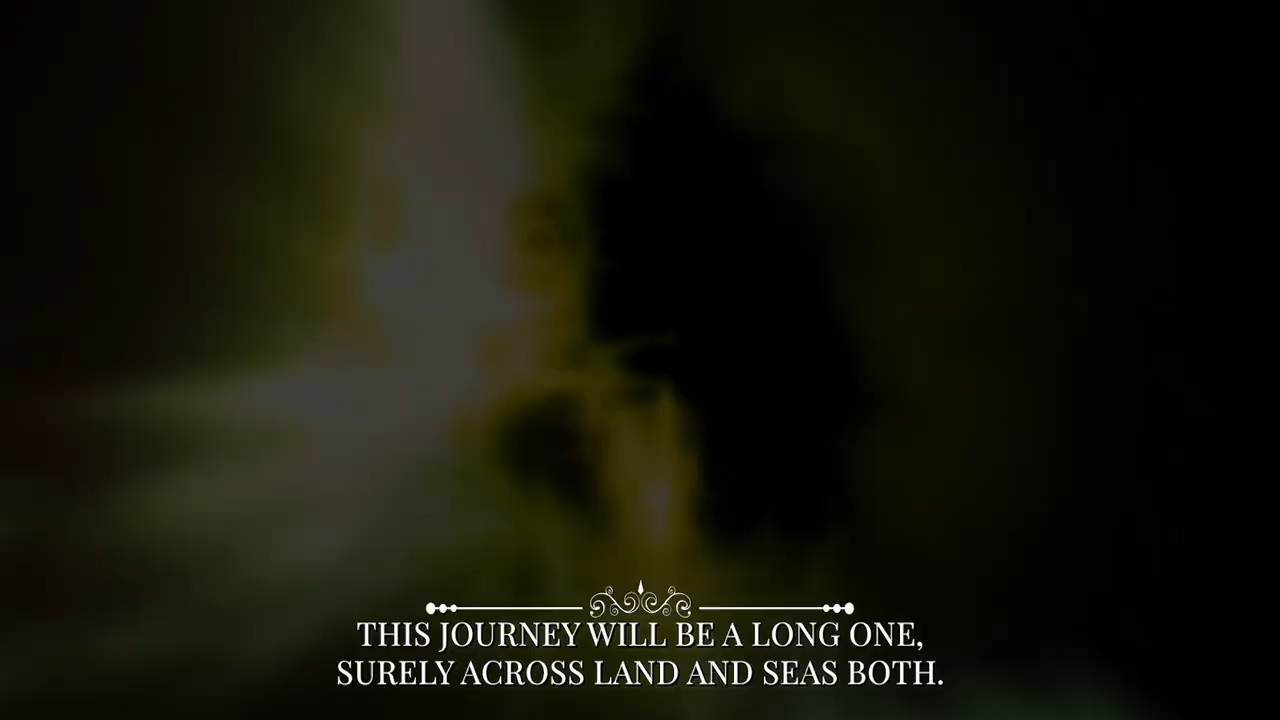 THIS JOURNEY WILL BE A LONG ONE,
SURELY ACROSS LAND AND SEAS BOTH.